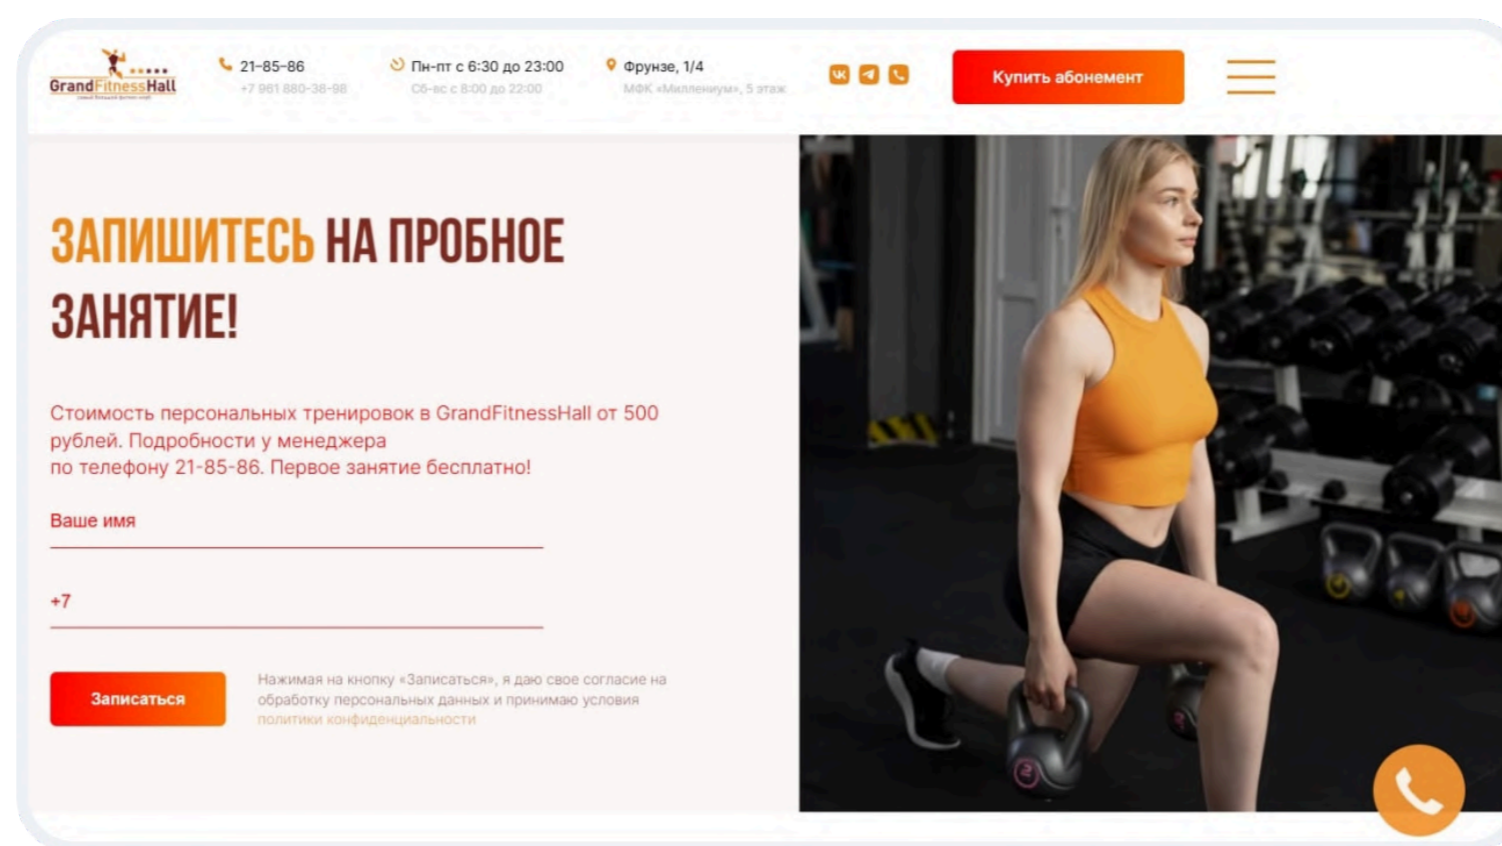 GrandFitnessHall
21-85-86
+7 961 880-38-98
Пн-пт с 6:30 до 23:00
Сб-вс с 8:00 до 22:00
Фрунзе, 1/4
МФК «Миллениум», 5 этаж
Купить абонемент
ЗАПИШИТЕСЬ НА ПРОБНОЕ
ЗАНЯТИЕ!
Стоимость персональных тренировок в GrandFitnessHall от 500
рублей. Подробности у менеджера
по телефону 21-85-86. Первое занятие бесплатно!
Ваше имя
+7
Записаться
Нажимая на кнопку «Записаться», я даю свое согласие на
обработку персональных данных и принимаю условия
политики конфиденциальности
2